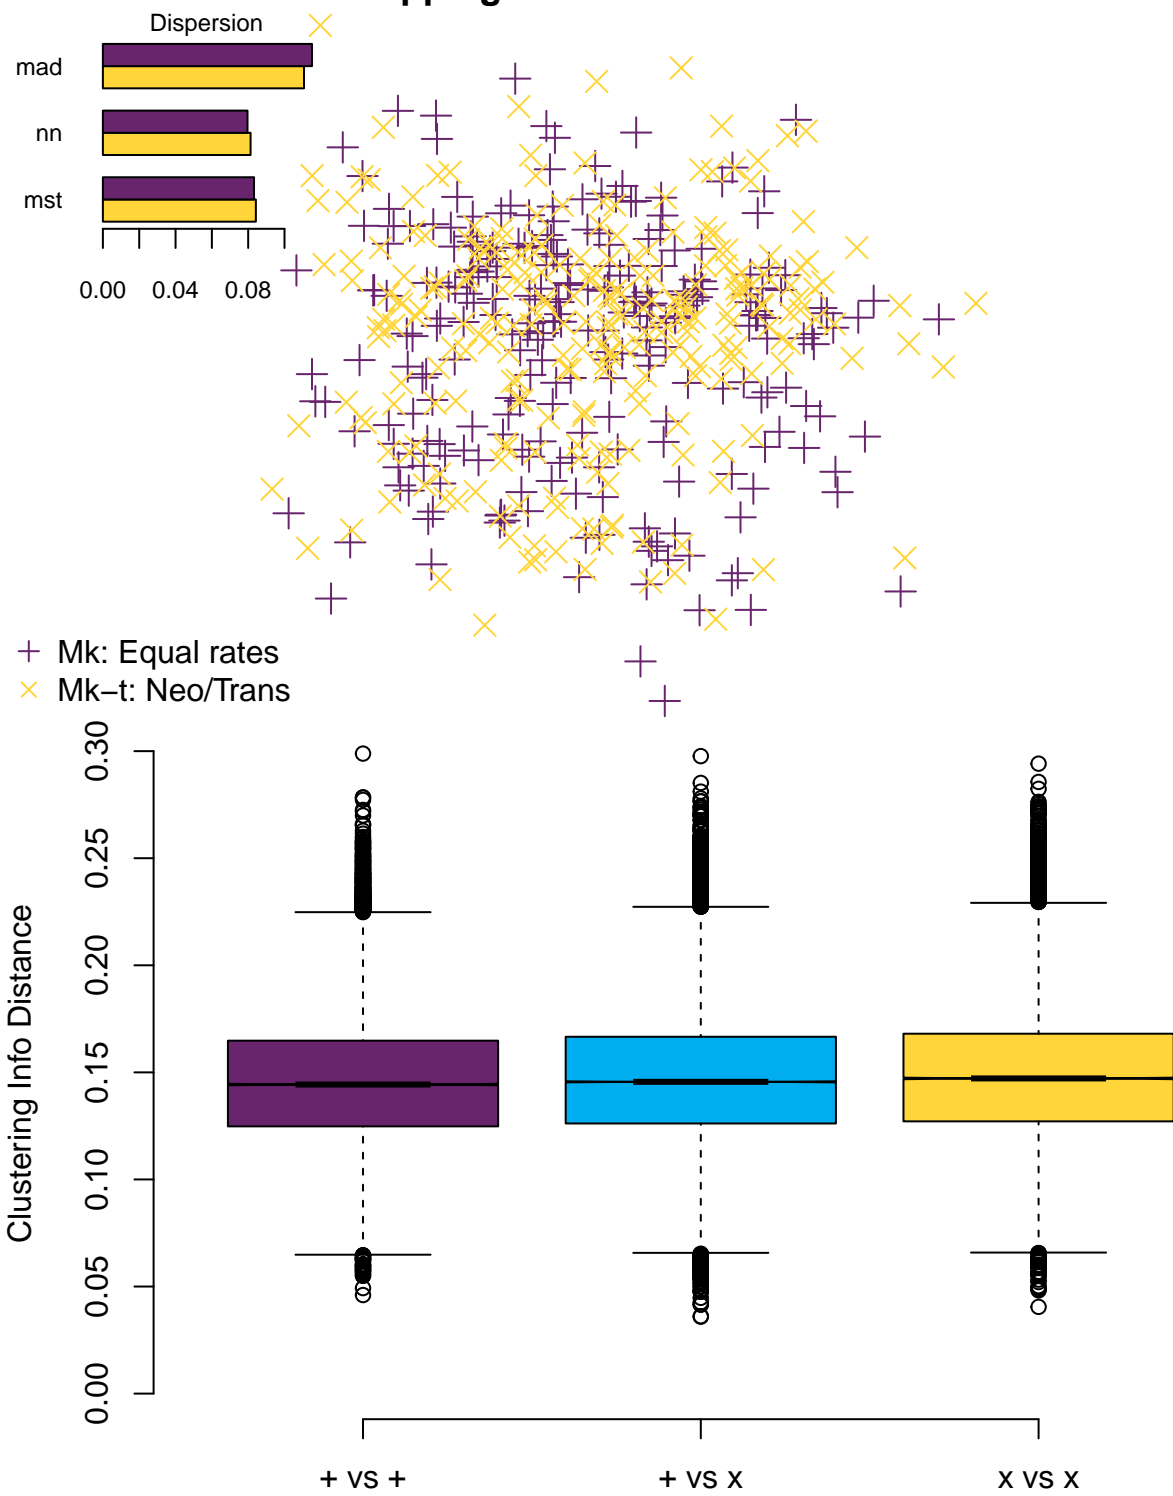 Dispersion
mad
nn
mst
0.00 0.04 0.08
+ Mk: Equal rates
× Mk−t: Neo/Trans
Clustering Info Distance
0.30
0.25
0.20
0.15
0.10
0.05
0.00
+ vs +
+ vs x
x vs x